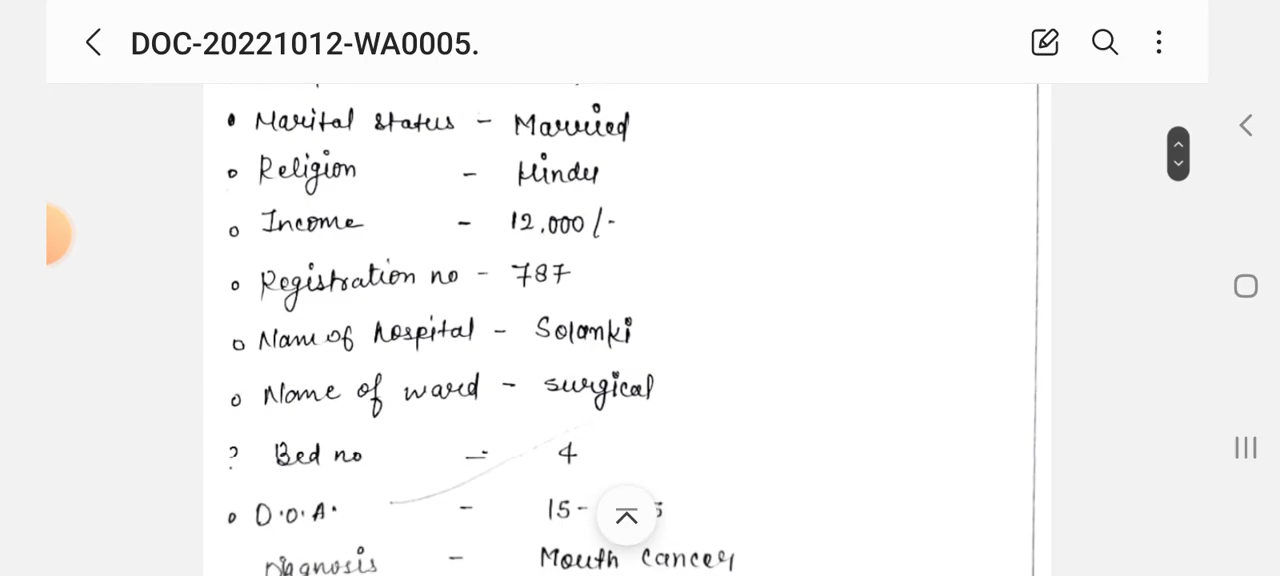 DOC-20221012-WA0005.
• Marital status - Married
o Religion - Hindu
o Income - 12,000/-
o Registration no - 787
o Nam of hospital - Solanki
o Name of ward - surgical
? Bed no - 4
o D.O.A. - 15-
Diagnosis - Mouth cancer